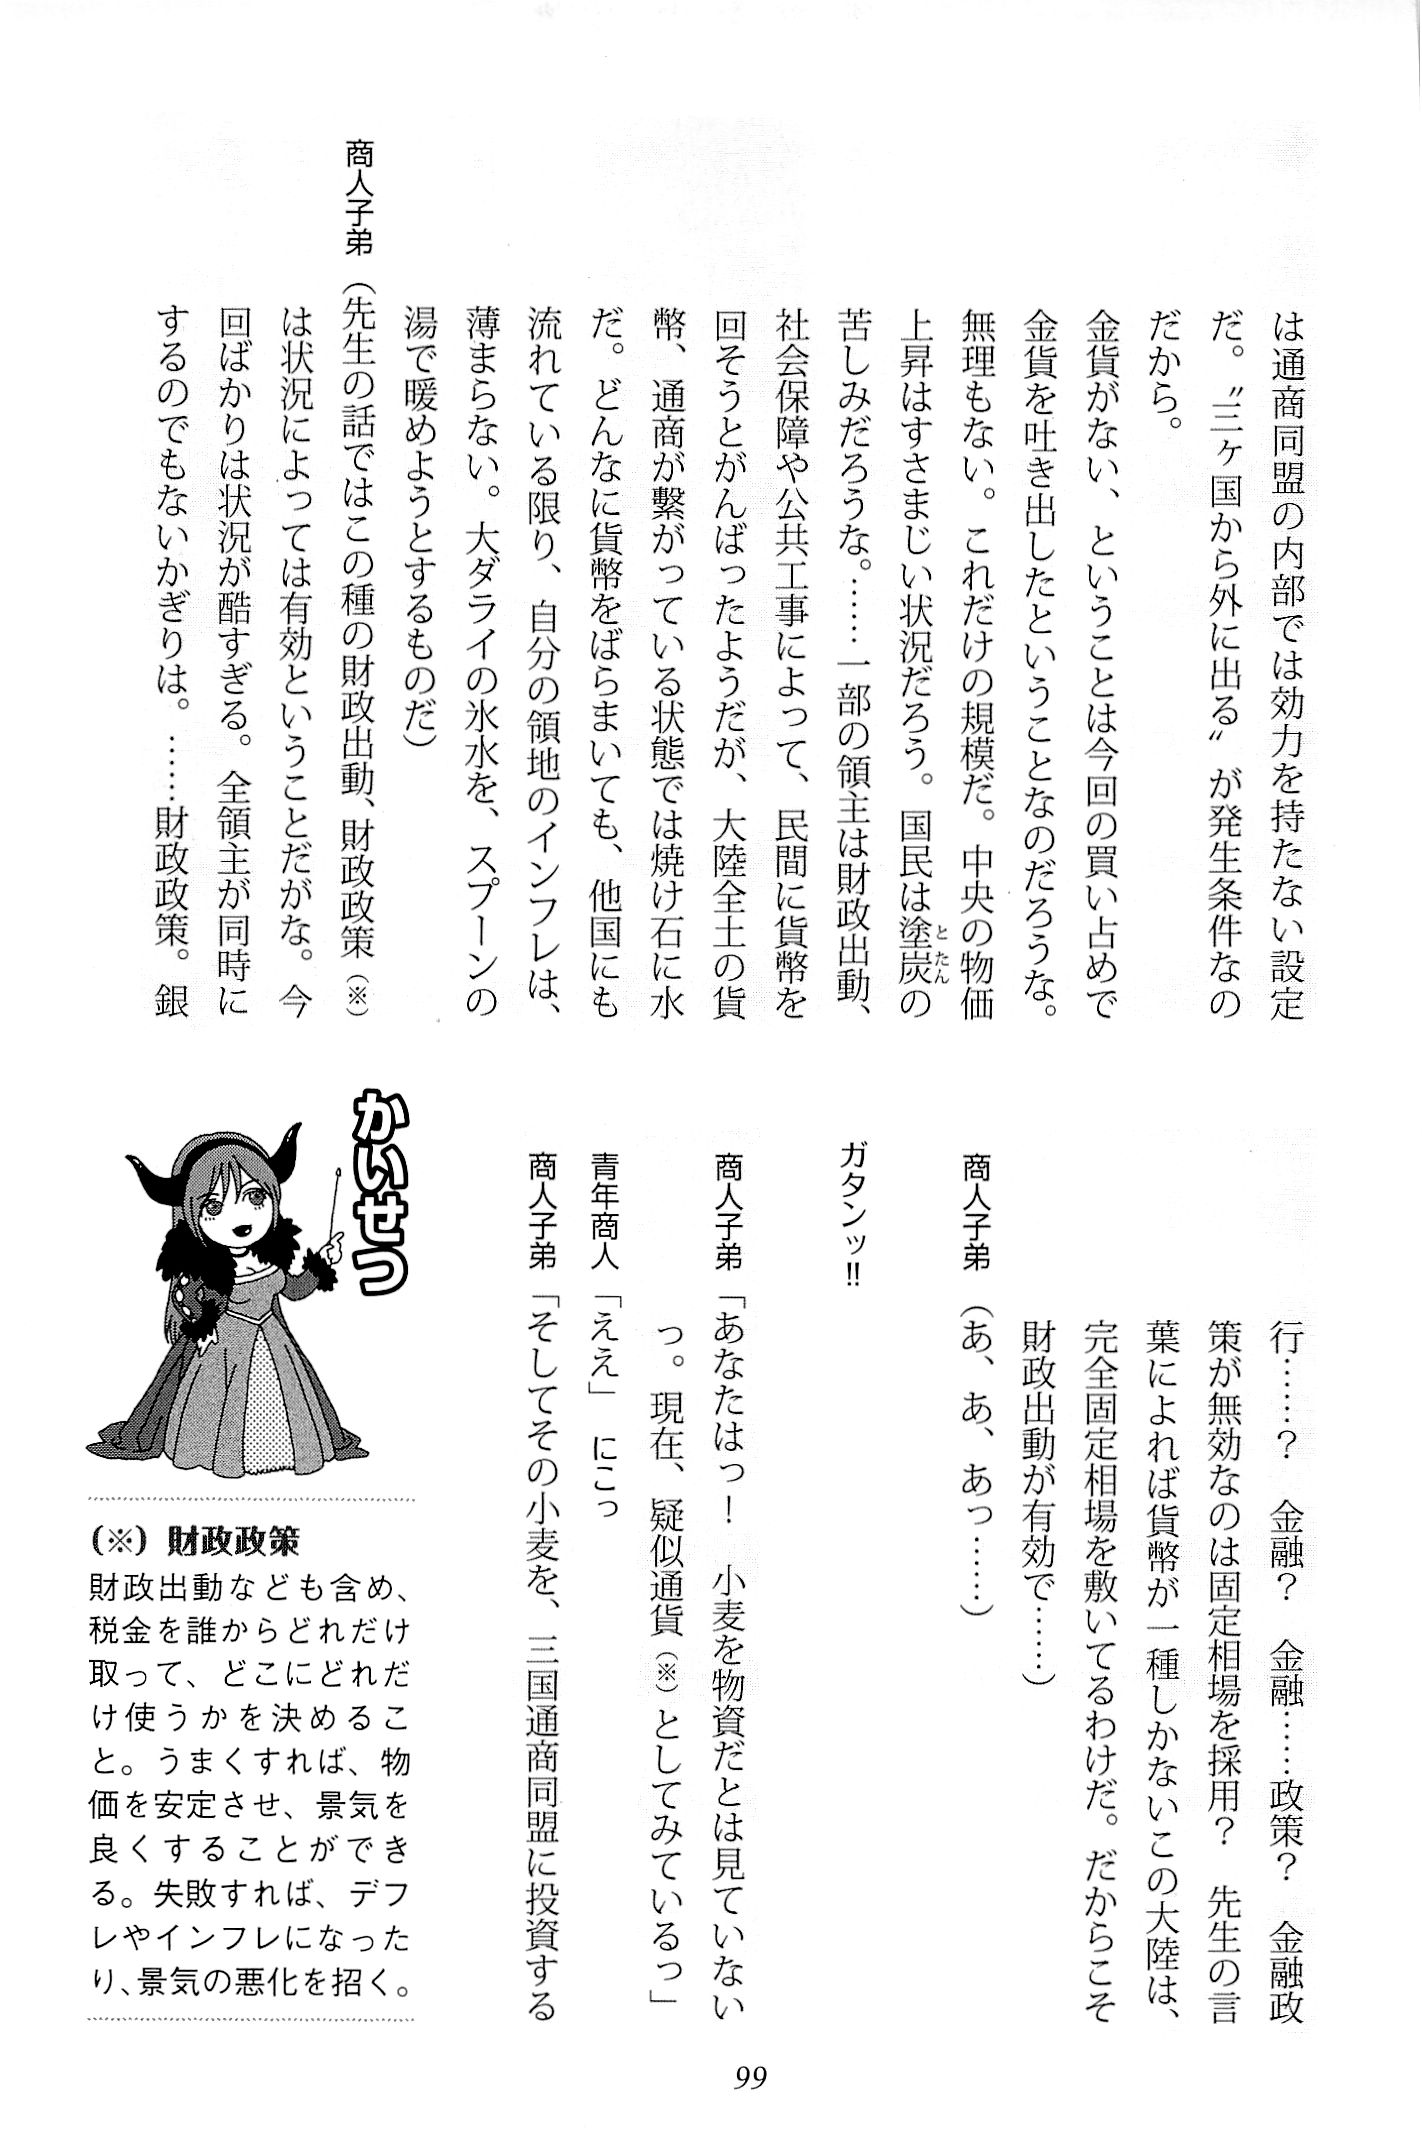 は通商同盟の内部では効力を持たない設定
だ。〝三ヶ国から外に出る〟が発生条件なの
だから。
金貨がない、ということは今回の買い占めで
金貨を吐き出したということなのだろうな。
無理もない。これだけの規模だ。中央の物価
上昇はすさまじい状況だろう。国民は塗炭の
とたん
苦しみだろうな。……一部の領主は財政出動、
社会保障や公共工事によって、民間に貨幣を
回そうとがんばったようだが、大陸全土の貨
幣、通商が繋がっている状態では焼け石に水
だ。どんなに貨幣をばらまいても、他国にも
流れている限り、自分の領地のインフレは、
薄まらない。大ダライの氷水を、スプーンの
湯で暖めようとするものだ）
商人子弟（先生の話ではこの種の財政出動、財政政策（※）
は状況によっては有効ということだがな。今
回ばかりは状況が酷すぎる。全領主が同時に
するのでもないかぎりは。……財政政策。銀
行……？　金融？　金融……政策？　金融政
策が無効なのは固定相場を採用？　先生の言
葉によれば貨幣が一種しかないこの大陸は、
完全固定相場を敷いてるわけだ。だからこそ
財政出動が有効で……）
商人子弟（あ、あ、あっ……）
ガタンッ!!
商人子弟「あなたはっ！　小麦を物資だとは見ていない
っ。現在、疑似通貨（※）としてみているっ」
青年商人「ええ」にこっ
商人子弟「そしてその小麦を、三国通商同盟に投資する
かいせつ
（※）財政政策
財政出動なども含め、
税金を誰からどれだけ
取って、どこにどれだ
け使うかを決めるこ
と。うまくすれば、物
価を安定させ、景気を
良くすることができ
る。失敗すれば、デフ
レやインフレになった
り、景気の悪化を招く。
99